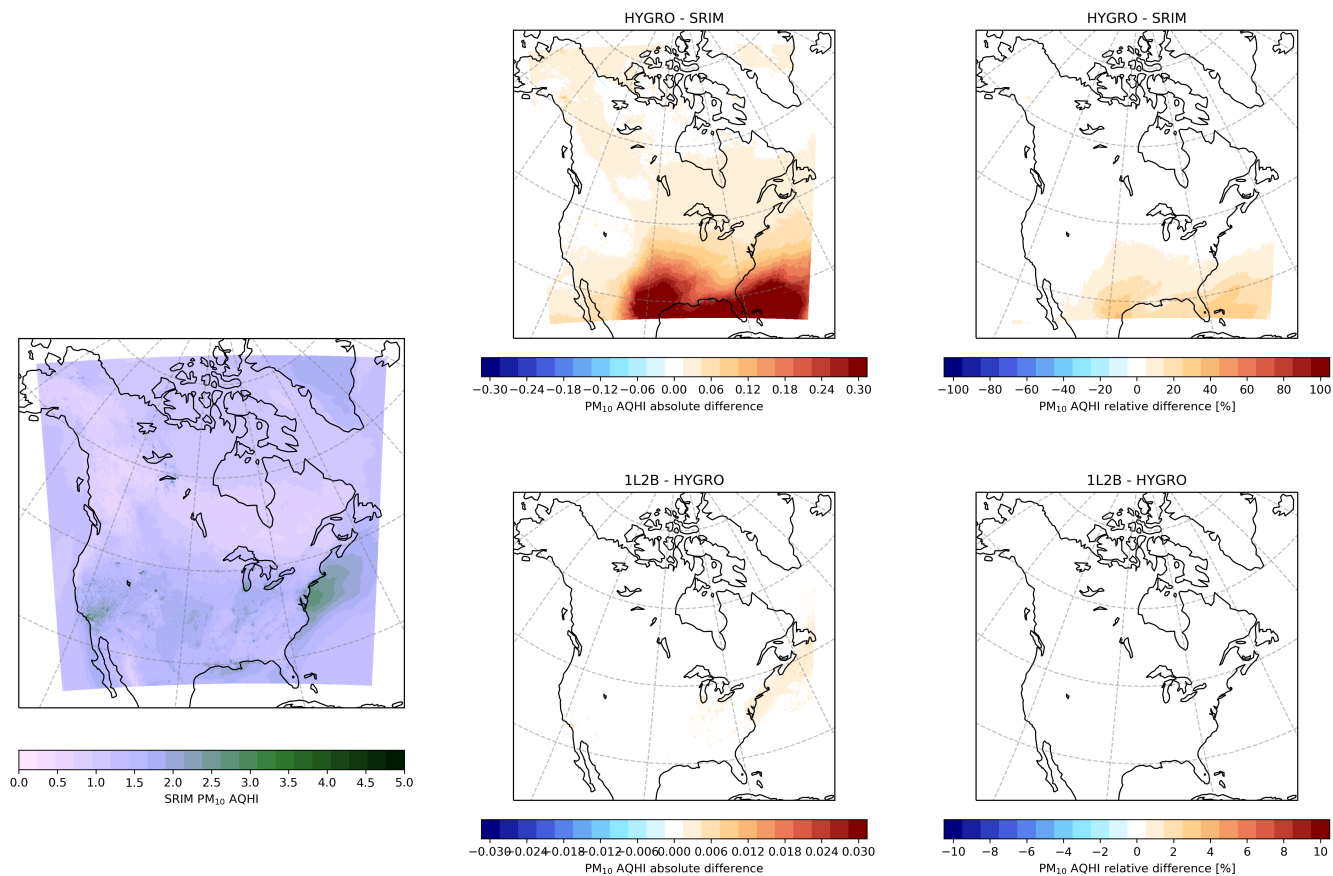 HYGRO - SRIM
HYGRO - SRIM
−0.30−0.24−0.18−0.12−0.06 0.00 0.06 0.12 0.18 0.24 0.30
PM₁₀ AQHI absolute difference
−100 −80 −60 −40 −20 0 20 40 60 80 100
PM₁₀ AQHI relative difference [%]
1L2B - HYGRO
1L2B - HYGRO
0.0 0.5 1.0 1.5 2.0 2.5 3.0 3.5 4.0 4.5 5.0
SRIM PM₁₀ AQHI
−0.030−0.024−0.018−0.012−0.006 0.000 0.006 0.012 0.018 0.024 0.030
PM₁₀ AQHI absolute difference
−10 −8 −6 −4 −2 0 2 4 6 8 10
PM₁₀ AQHI relative difference [%]